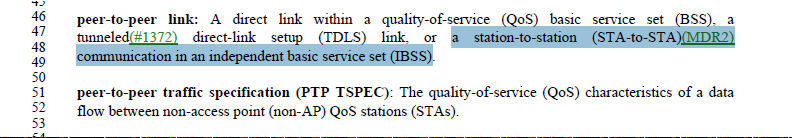 45
46 peer-to-peer link: A direct link within a quality-of-service (QoS) basic service set (BSS), a
47 tunneled(#1372) direct-link setup (TDLS) link, or a station-to-station (STA-to-STA)(MDR2)
48 communication in an independent basic service set (IBSS).
49
50
51 peer-to-peer traffic specification (PTP TSPEC): The quality-of-service (QoS) characteristics of a data
52 flow between non-access point (non-AP) QoS stations (STAs).
53
54